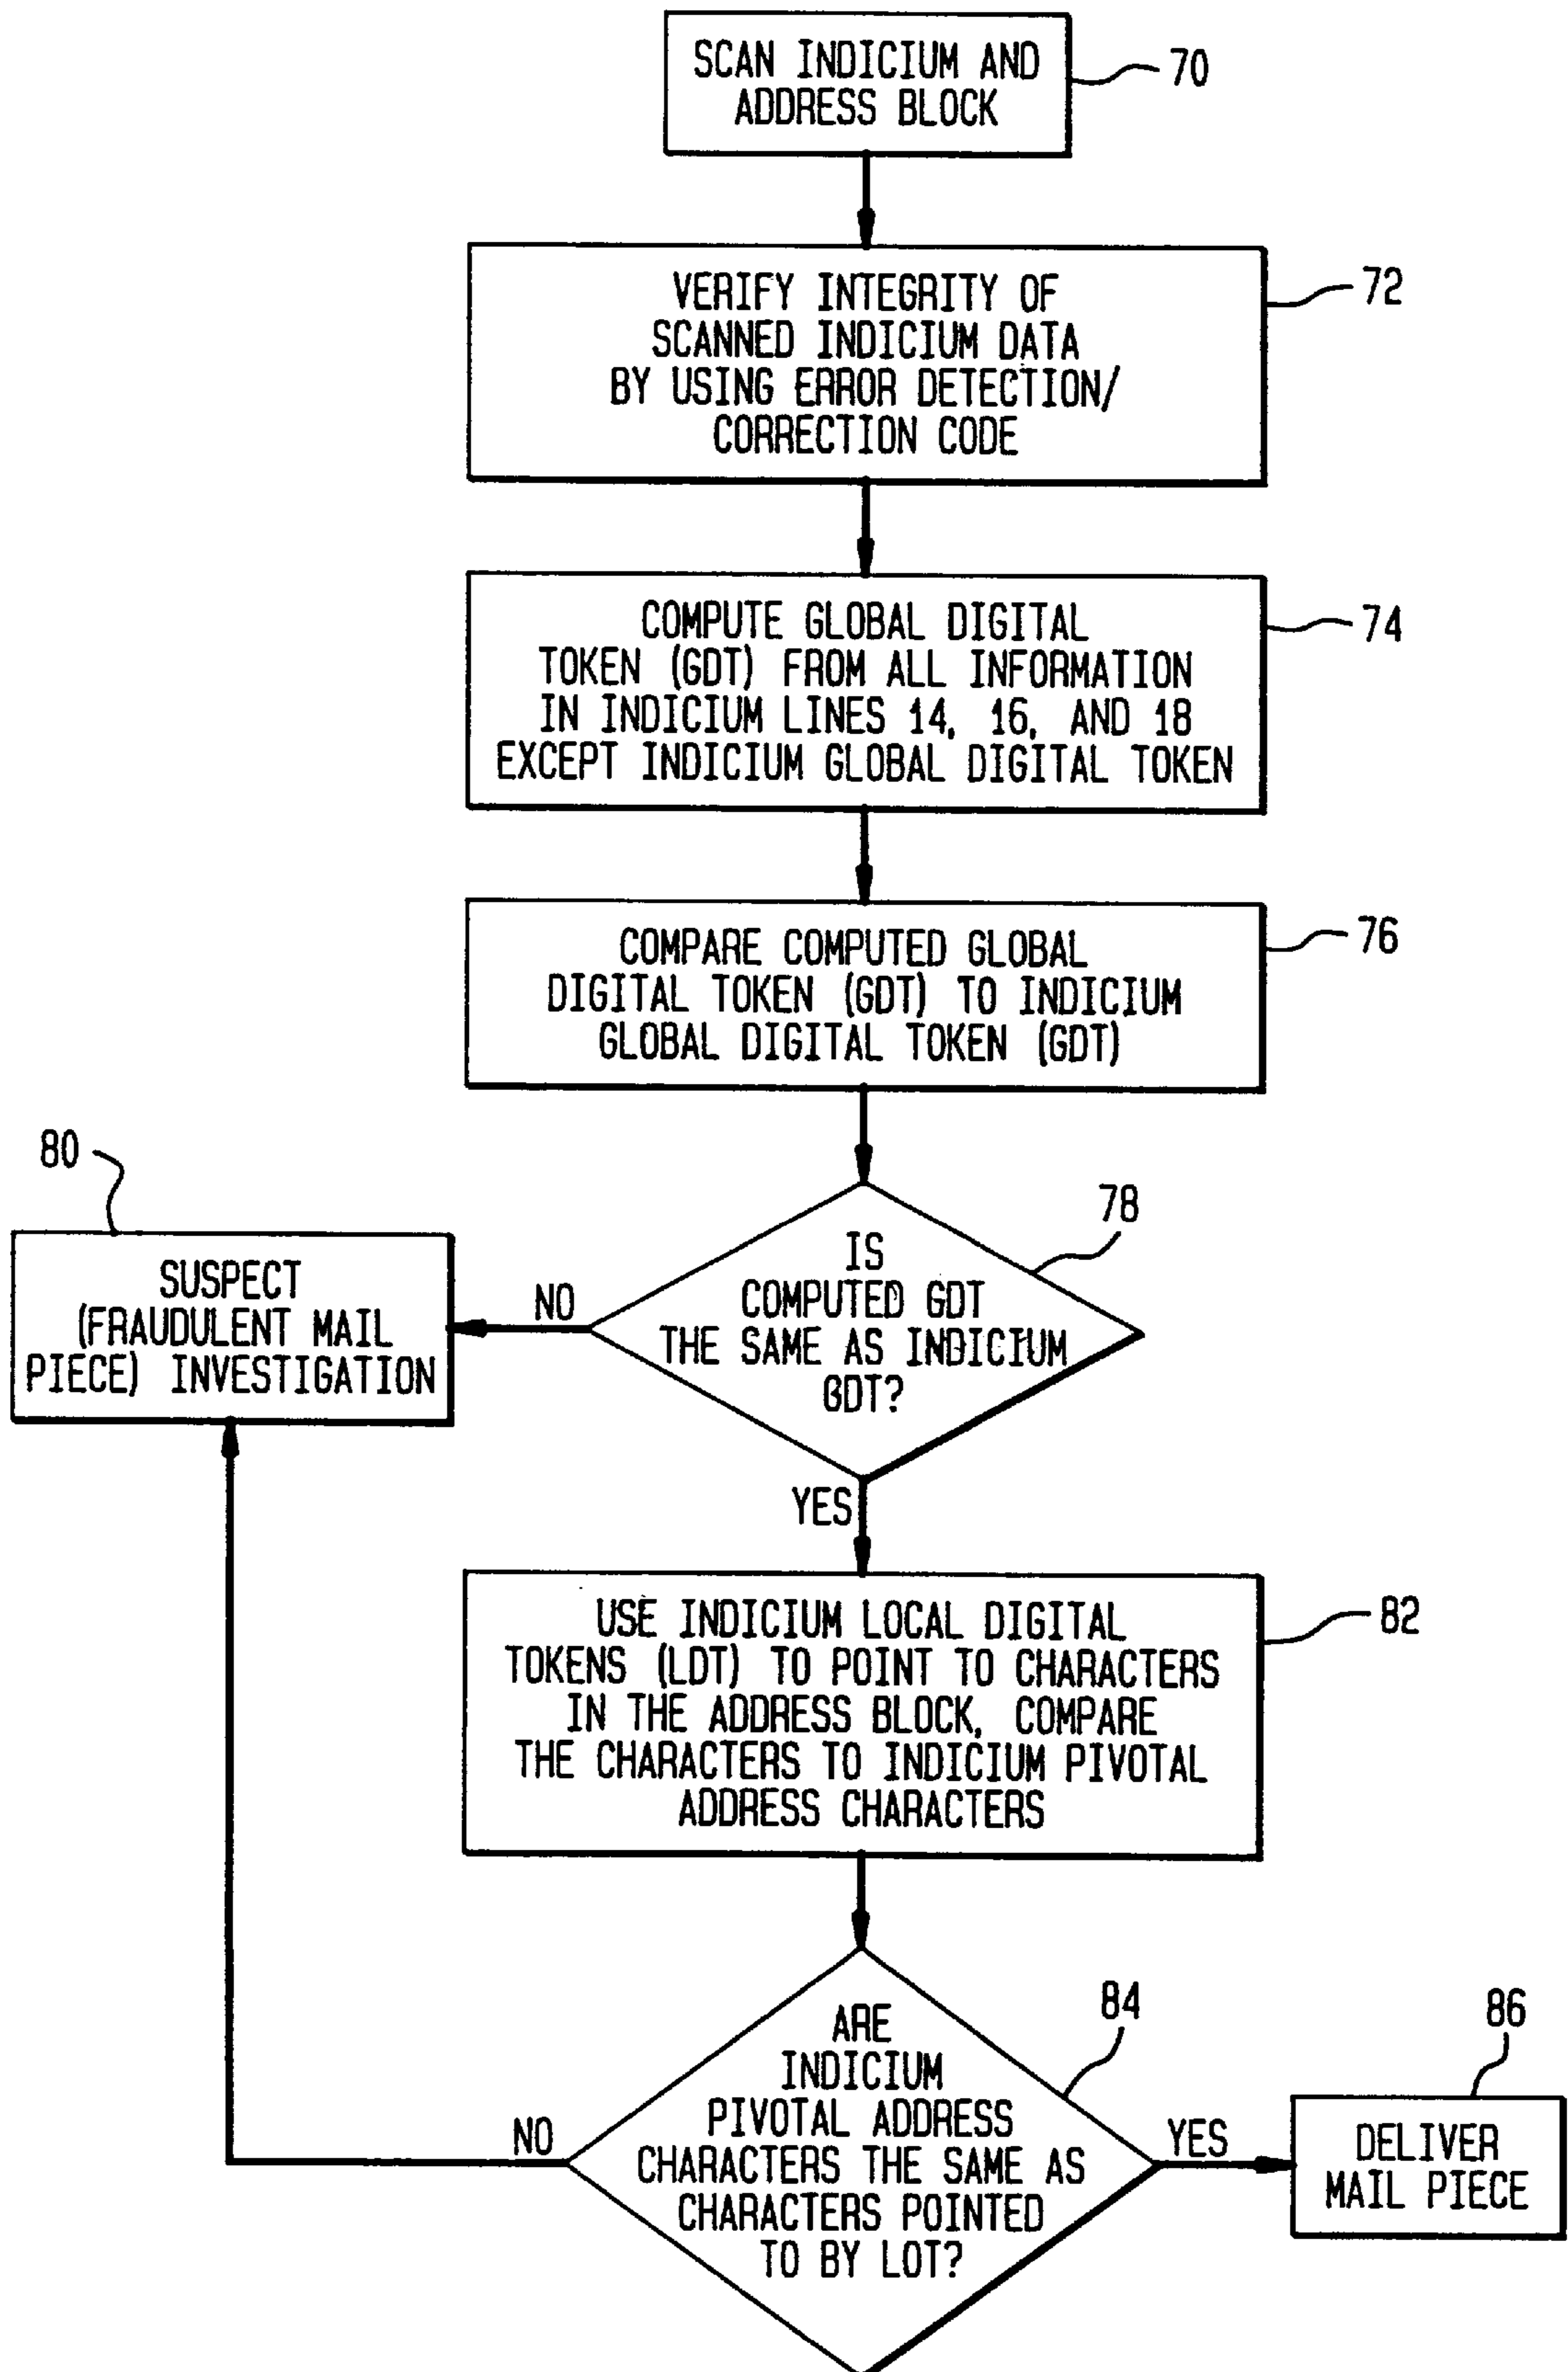 SCAN INDICIUM AND
ADDRESS BLOCK
70
VERIFY INTEGRITY OF
SCANNED INDICIUM DATA
BY USING ERROR DETECTION/
CORRECTION CODE
72
COMPUTE GLOBAL DIGITAL
TOKEN (GDT) FROM ALL INFORMATION
IN INDICIUM LINES 14, 16, AND 18
EXCEPT INDICIUM GLOBAL DIGITAL TOKEN
74
COMPARE COMPUTED GLOBAL
DIGITAL TOKEN (GDT) TO INDICIUM
GLOBAL DIGITAL TOKEN (GDT)
76
80
SUSPECT
(FRAUDULENT MAIL
PIECE) INVESTIGATION
NO
78
IS
COMPUTED GDT
THE SAME AS INDICIUM
GDT?
YES
USE INDICIUM LOCAL DIGITAL
TOKENS (LDT) TO POINT TO CHARACTERS
IN THE ADDRESS BLOCK, COMPARE
THE CHARACTERS TO INDICIUM PIVOTAL
ADDRESS CHARACTERS
82
84
ARE
INDICIUM
PIVOTAL ADDRESS
CHARACTERS THE SAME AS
CHARACTERS POINTED
TO BY LOT?
NO
YES
86
DELIVER
MAIL PIECE